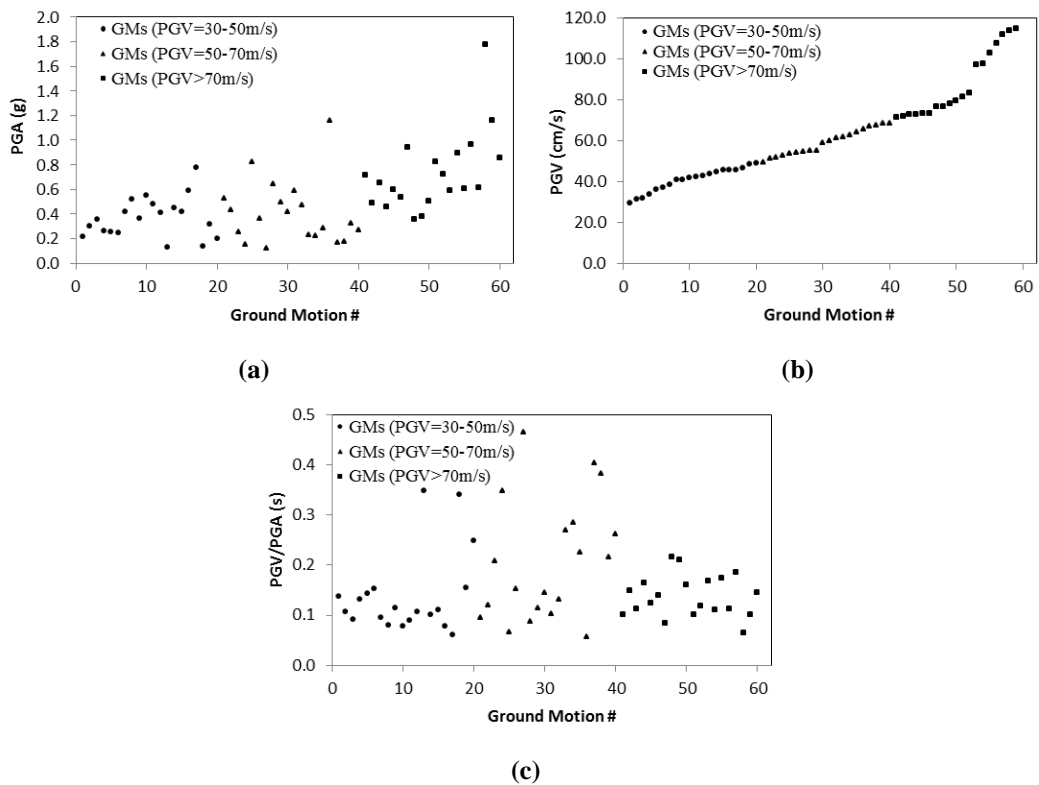 2.0
1.8
1.6
1.4
1.2
1.0
0.8
0.6
0.4
0.2
0.0
PGA (g)
GMs (PGV=30-50m/s)
GMs (PGV=50-70m/s)
GMs (PGV>70m/s)
0 10 20 30 40 50 60
Ground Motion #
(a)
120.0
100.0
80.0
60.0
40.0
20.0
0.0
PGV (cm/s)
GMs (PGV=30-50m/s)
GMs (PGV=50-70m/s)
GMs (PGV>70m/s)
0 10 20 30 40 50 60
Ground Motion #
(b)
0.5
0.4
0.3
0.2
0.1
0.0
PGV/PGA (s)
GMs (PGV=30-50m/s)
GMs (PGV=50-70m/s)
GMs (PGV>70m/s)
0 10 20 30 40 50 60
Ground Motion #
(c)